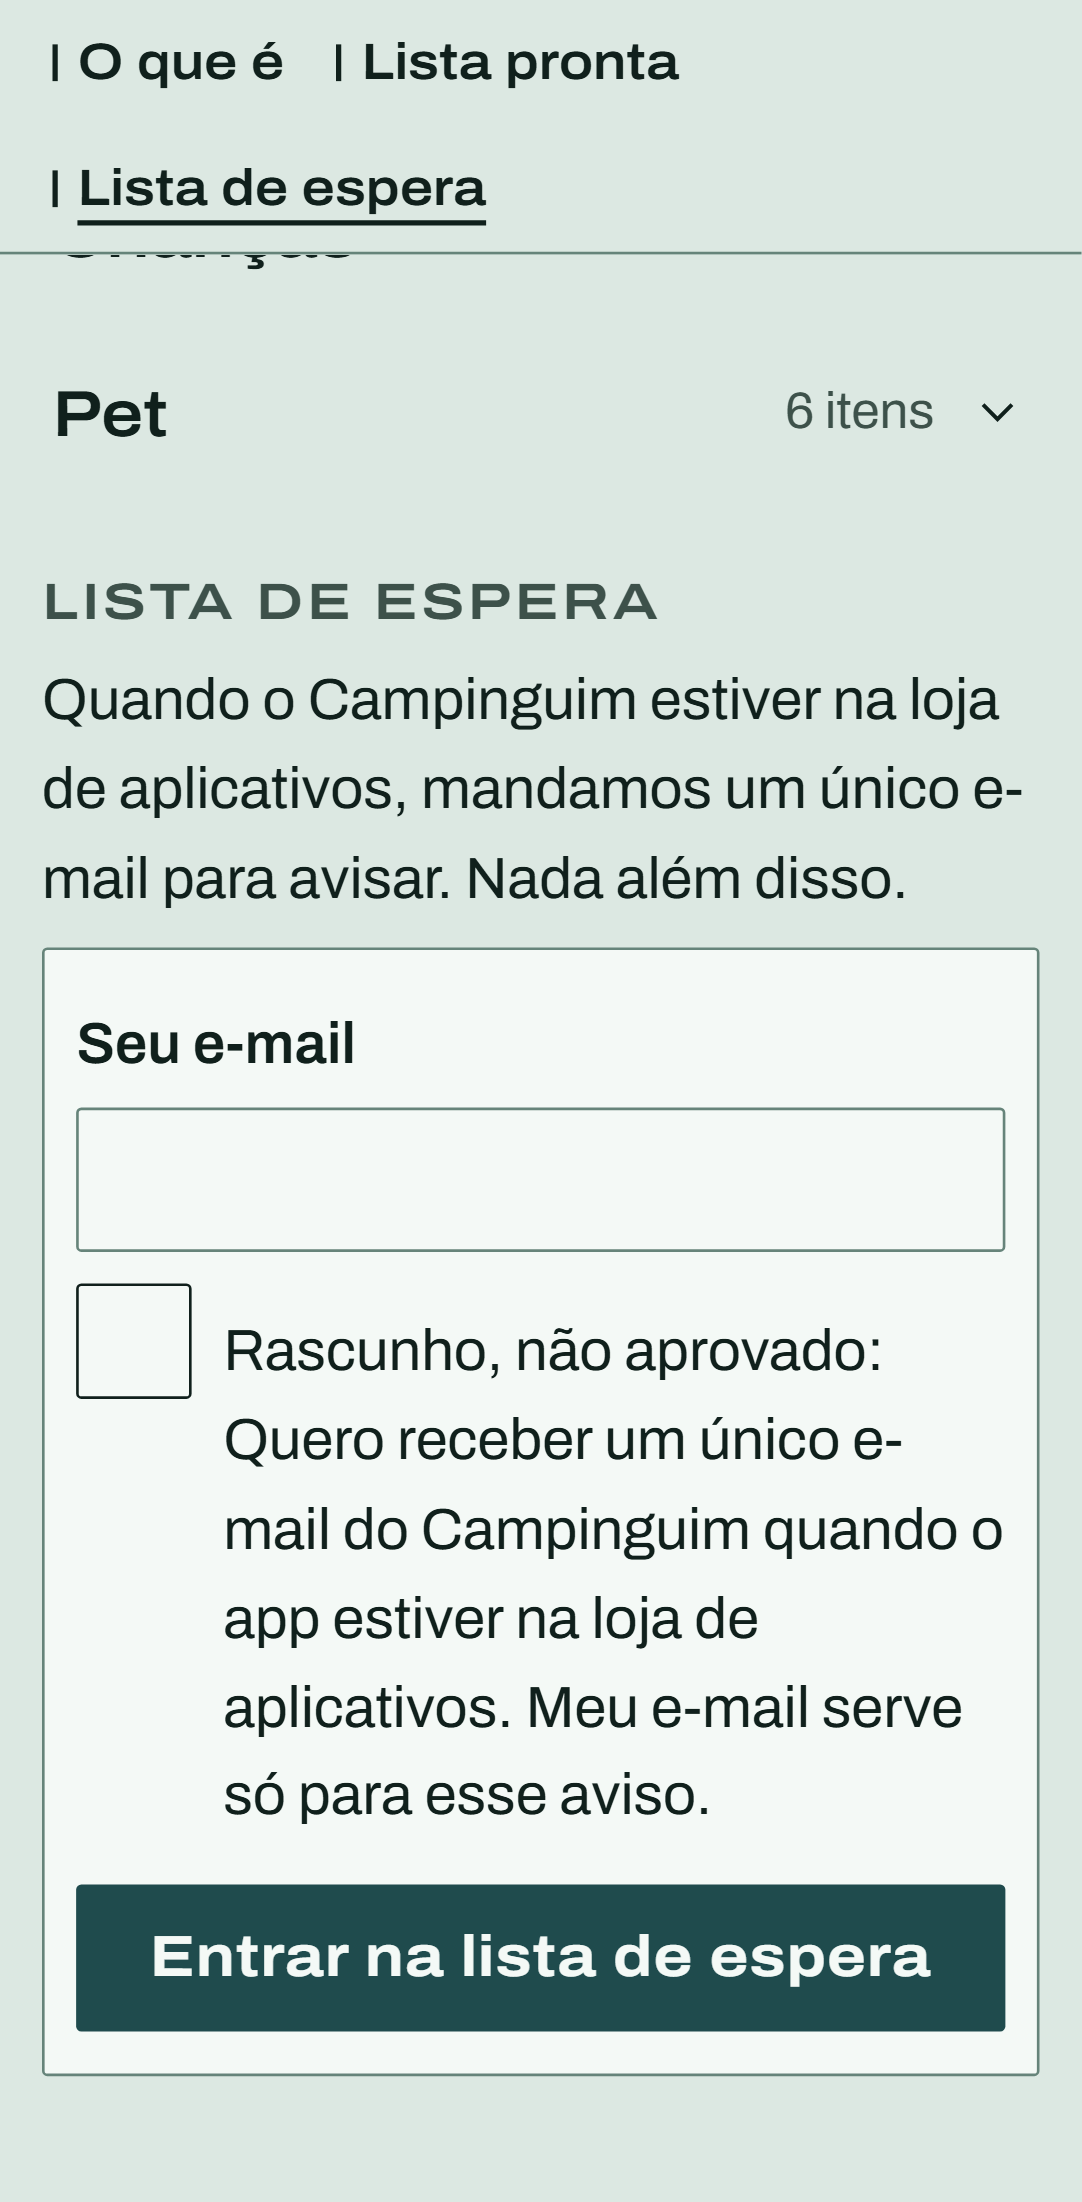 O que é
Lista pronta
Lista de espera
Pet
6 itens
LISTA DE ESPERA
Quando o Campinguim estiver na loja
de aplicativos, mandamos um único e-
mail para avisar. Nada além disso.
Seu e-mail
Rascunho, não aprovado:
Quero receber um único e-
mail do Campinguim quando o
app estiver na loja de
aplicativos. Meu e-mail serve
só para esse aviso.
Entrar na lista de espera